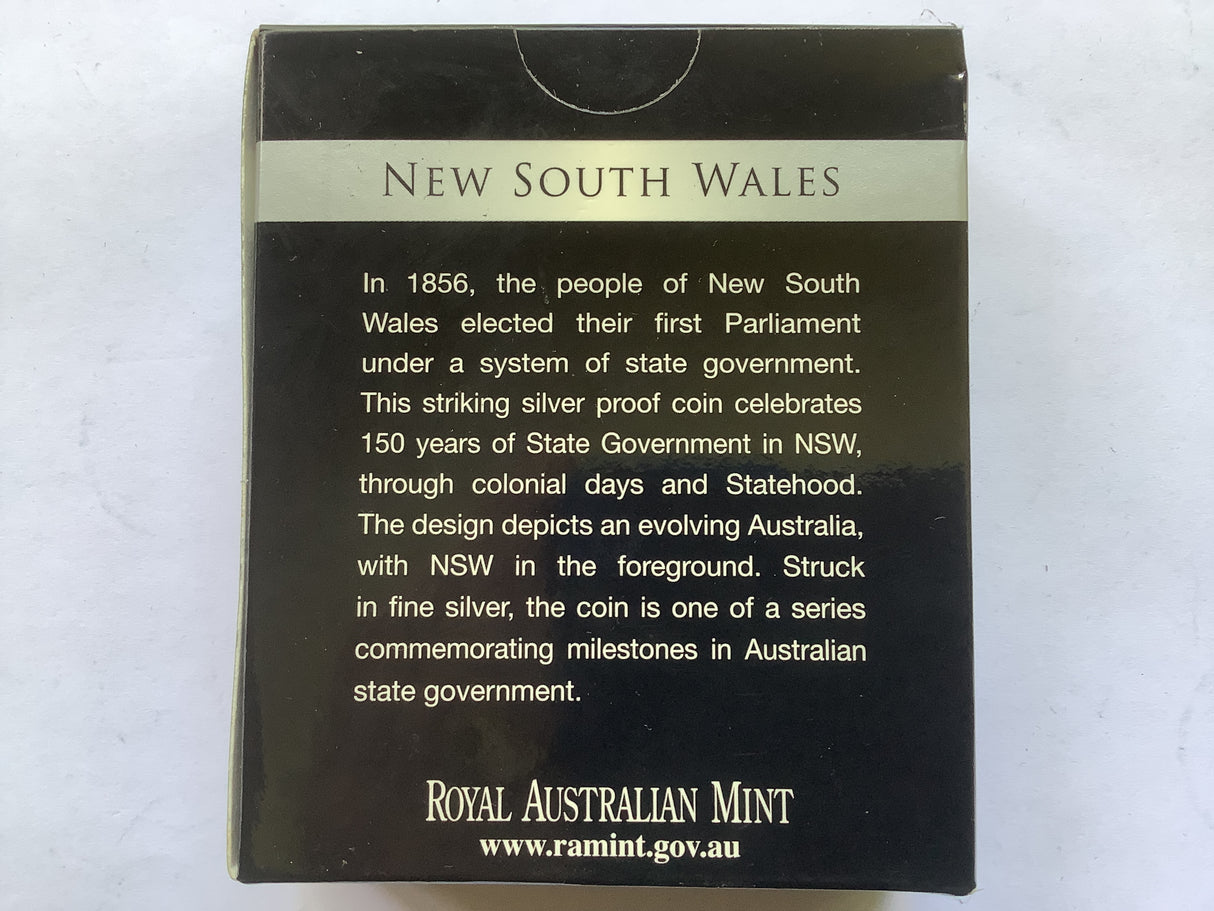 NEW SOUTH WALES
In 1856, the people of New South
Wales elected their first Parliament
under a system of state government.
This striking silver proof coin celebrates
150 years of State Government in NSW,
through colonial days and Statehood.
The design depicts an evolving Australia,
with NSW in the foreground. Struck
in fine silver, the coin is one of a series
commemorating milestones in Australian
state government.
ROYAL AUSTRALIAN MINT
www.ramint.gov.au